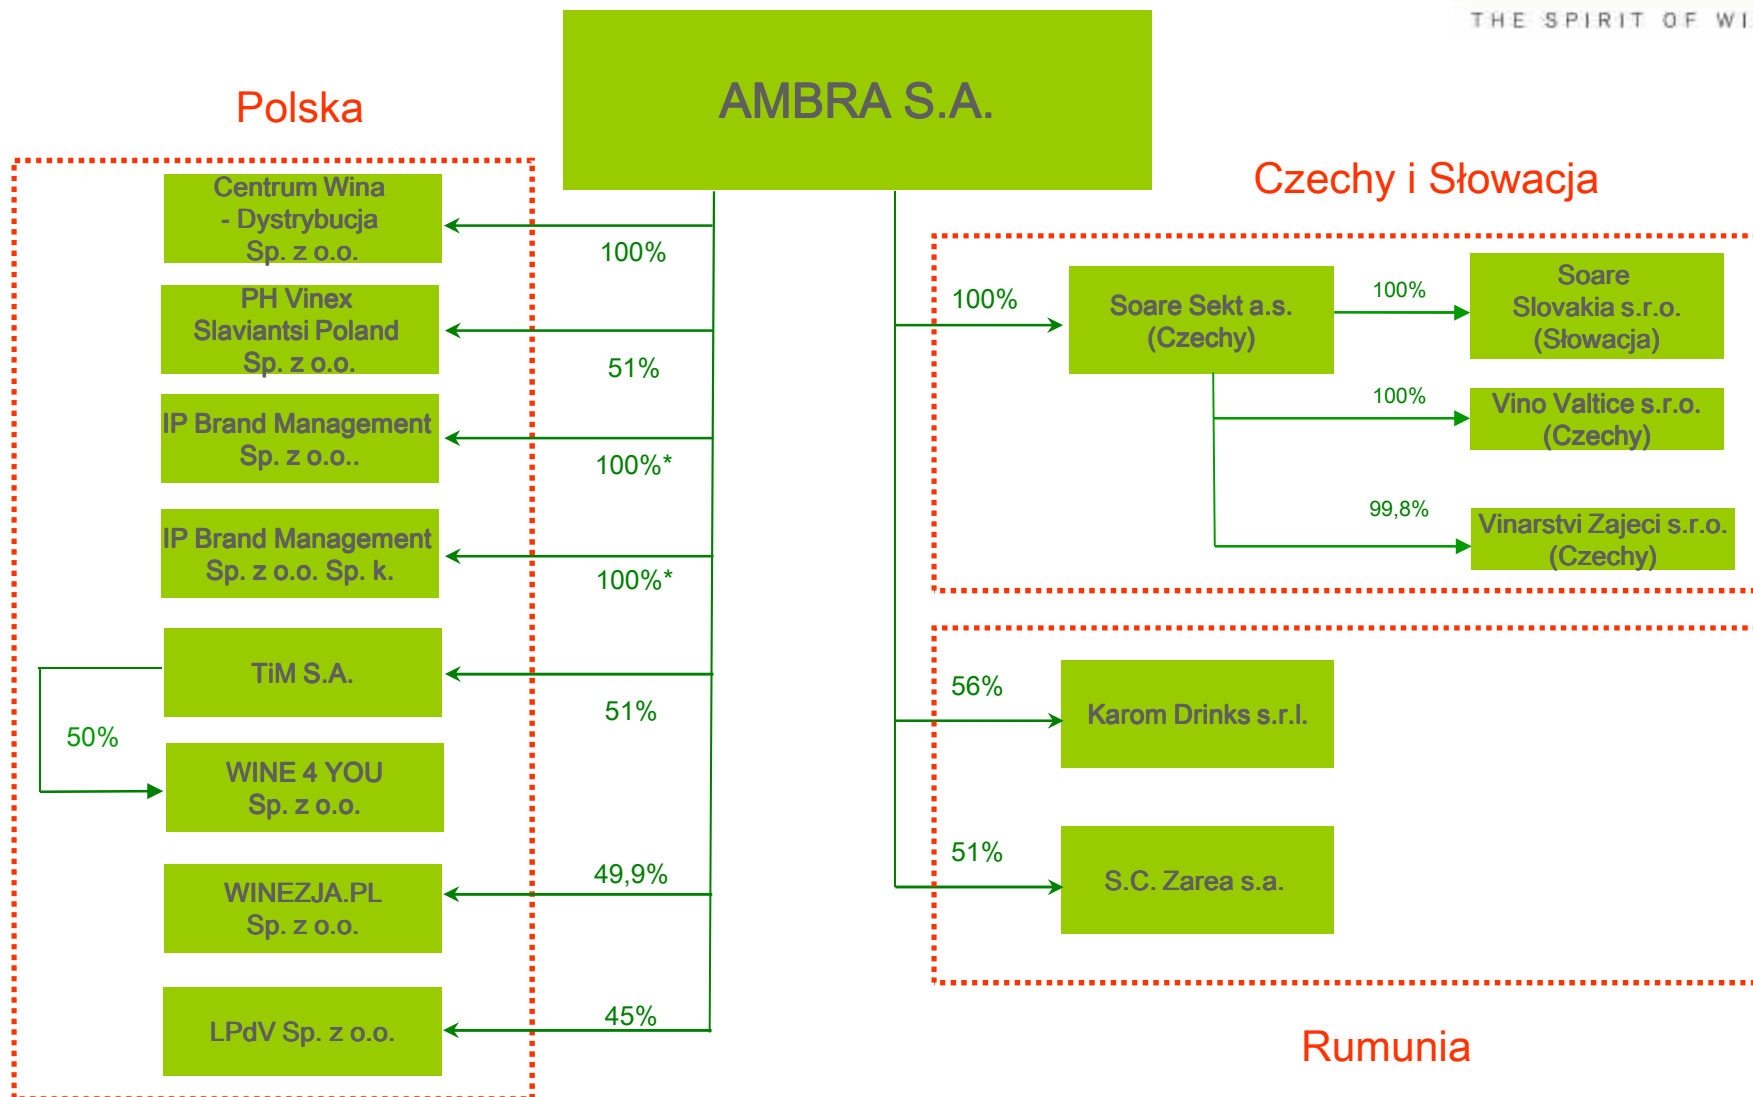 THE SPIRIT OF
AMBRA S.A.
Polska
Centrum Wina
- Dystrybucja
Sp. z o.o.
100%
PH Vinex
Slaviantsi Poland
Sp. z o.o.
51%
IP Brand Management
Sp. z o.o..
100%*
IP Brand Management
Sp. z o.o. Sp. k.
100%*
TiM S.A.
51%
50%
WINE 4 YOU
Sp. z o.o.
WINEZJA.PL
Sp. z o.o.
49,9%
LPdV Sp. z o.o.
45%
Czechy i Słowacja
100%
Soare Sekt a.s.
(Czechy)
100%
Soare
Slovakia s.r.o.
(Słowacja)
100%
Vino Valtice s.r.o.
(Czechy)
99,8%
Vinarstvi Zajeci s.r.o.
(Czechy)
56%
Karom Drinks s.r.l.
51%
S.C. Zarea s.a.
Rumunia